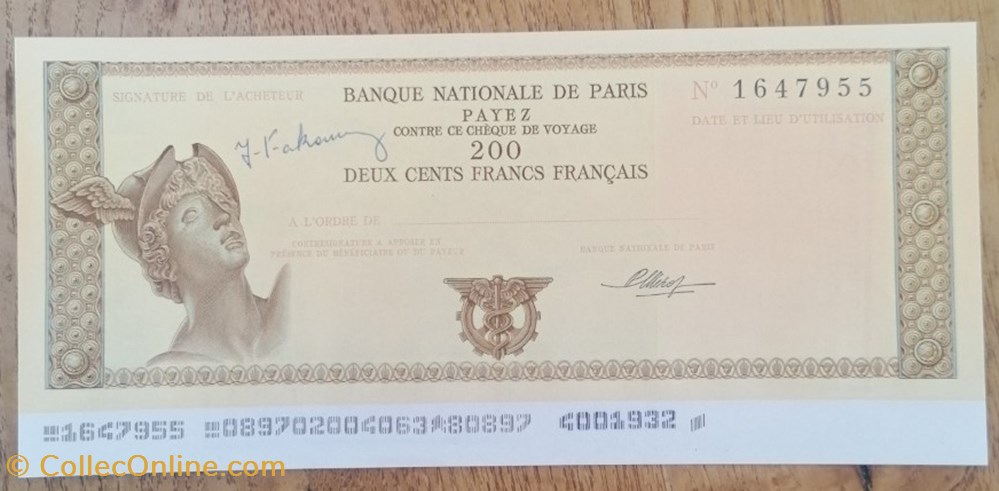 SIGNATURE DE L'ACHETEUR
BANQUE NATIONALE DE PARIS
Nº 1647955
PAYEZ
CONTRE CE CHÈQUE DE VOYAGE
200
DEUX CENTS FRANCS FRANÇAIS
DATE ET LIEU D'UTILISATION
A L'ORDRE DE
CONTRESIGNATURE A APPOSER EN
PRÉSENCE DU BÉNÉFICIAIRE OU DU PAYEUR
BANQUE NATIONALE DE PARIS
1647955 089702004063 80897 4001932
© CollecOnline.com